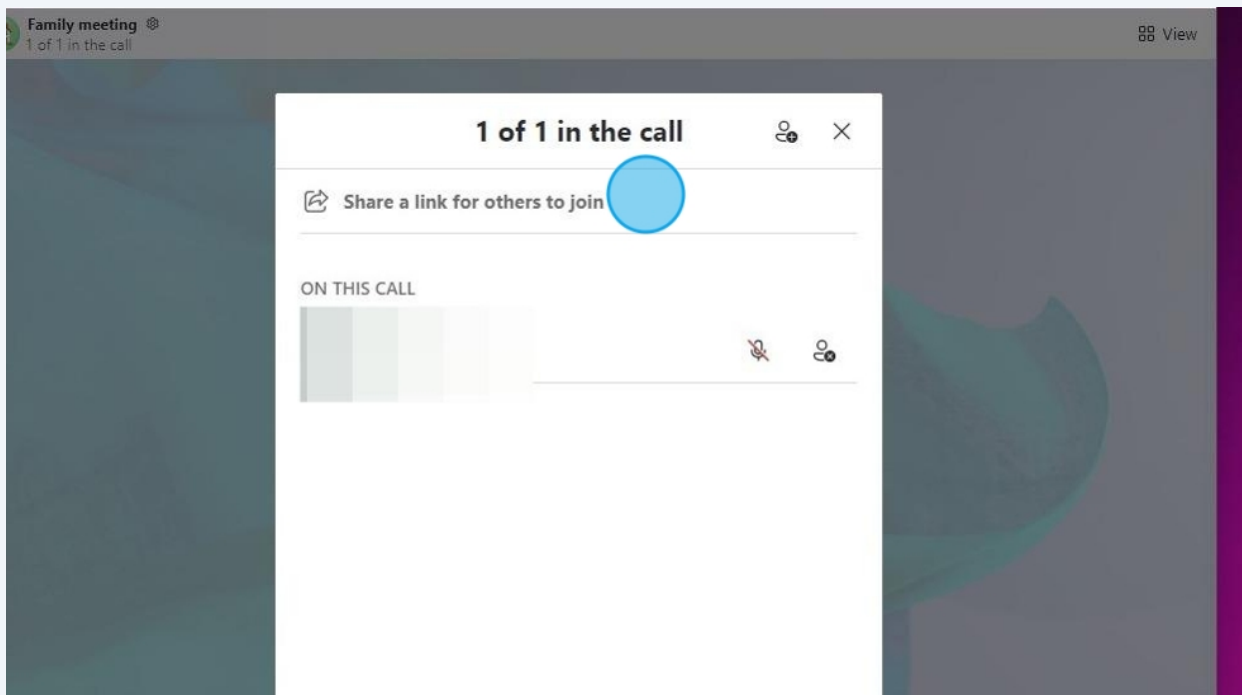 Family meeting
1 of 1 in the call
View
1 of 1 in the call
Share a link for others to join
ON THIS CALL